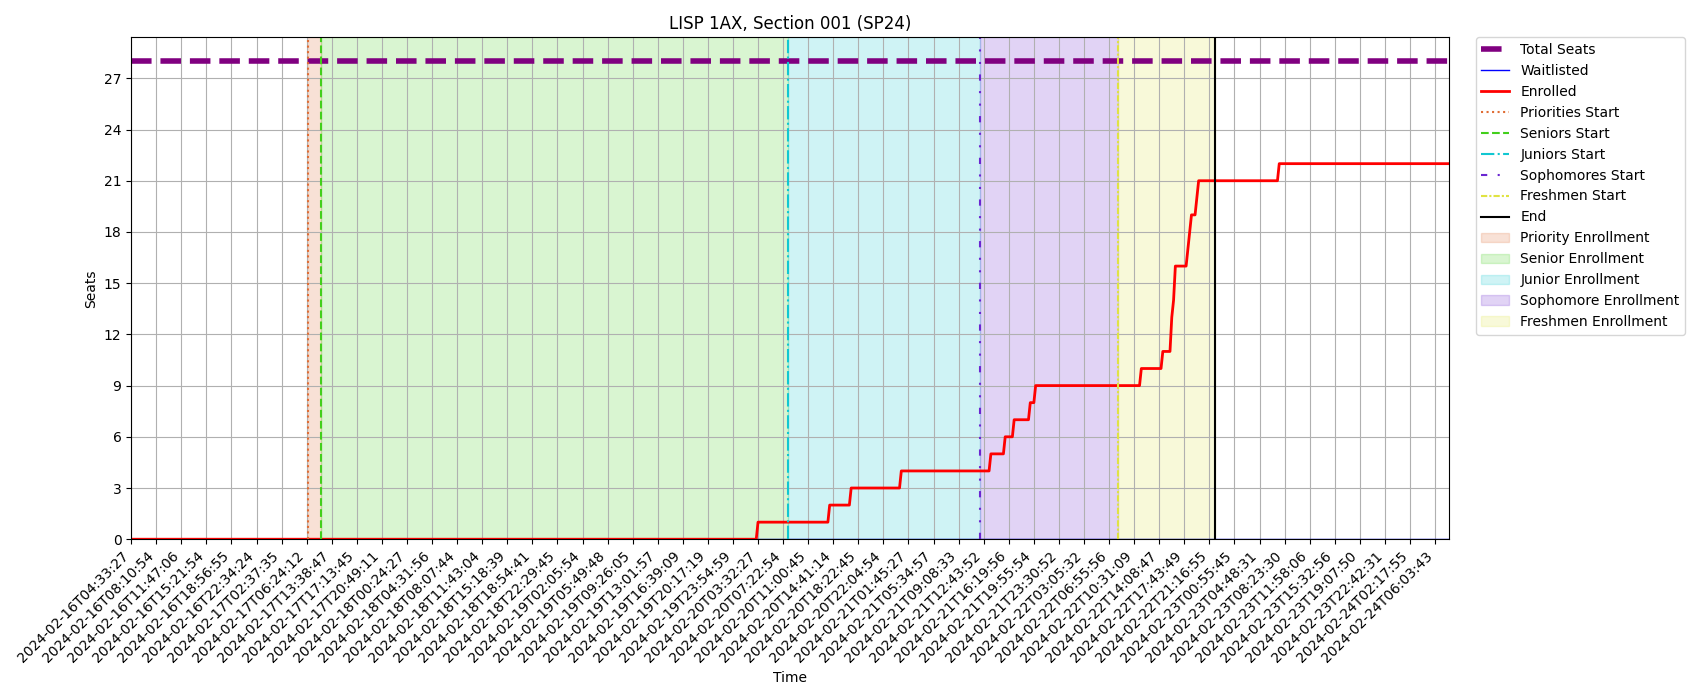 LISP 1AX, Section 001 (SP24)
Seats
27
24
21
18
15
12
9
6
3
0
2024-02-16T04:33:27
2024-02-16T08:10:54
2024-02-16T11:47:06
2024-02-16T15:21:54
2024-02-16T18:56:55
2024-02-16T22:34:24
2024-02-17T02:37:35
2024-02-17T06:24:12
2024-02-17T13:38:47
2024-02-17T17:13:45
2024-02-17T20:49:11
2024-02-18T00:24:27
2024-02-18T04:31:56
2024-02-18T08:07:44
2024-02-18T11:43:04
2024-02-18T15:18:39
2024-02-18T18:54:41
2024-02-18T22:29:45
2024-02-19T02:05:54
2024-02-19T05:49:48
2024-02-19T09:26:05
2024-02-19T13:01:57
2024-02-19T16:39:09
2024-02-19T20:17:19
2024-02-19T23:54:59
2024-02-20T03:32:27
2024-02-20T07:22:54
2024-02-20T11:00:45
2024-02-20T14:41:14
2024-02-20T18:22:45
2024-02-20T22:04:54
2024-02-21T01:45:27
2024-02-21T05:34:57
2024-02-21T09:08:33
2024-02-21T12:43:52
2024-02-21T16:19:56
2024-02-21T19:55:54
2024-02-21T23:30:52
2024-02-22T03:05:32
2024-02-22T06:55:56
2024-02-22T10:31:09
2024-02-22T14:08:47
2024-02-22T17:43:49
2024-02-22T21:16:55
2024-02-23T00:55:45
2024-02-23T04:48:31
2024-02-23T08:23:30
2024-02-23T11:58:06
2024-02-23T15:32:56
2024-02-23T19:07:50
2024-02-23T22:42:31
2024-02-24T02:17:55
2024-02-24T06:03:43
Time
Total Seats
Waitlisted
Enrolled
Priorities Start
Seniors Start
Juniors Start
Sophomores Start
Freshmen Start
End
Priority Enrollment
Senior Enrollment
Junior Enrollment
Sophomore Enrollment
Freshmen Enrollment